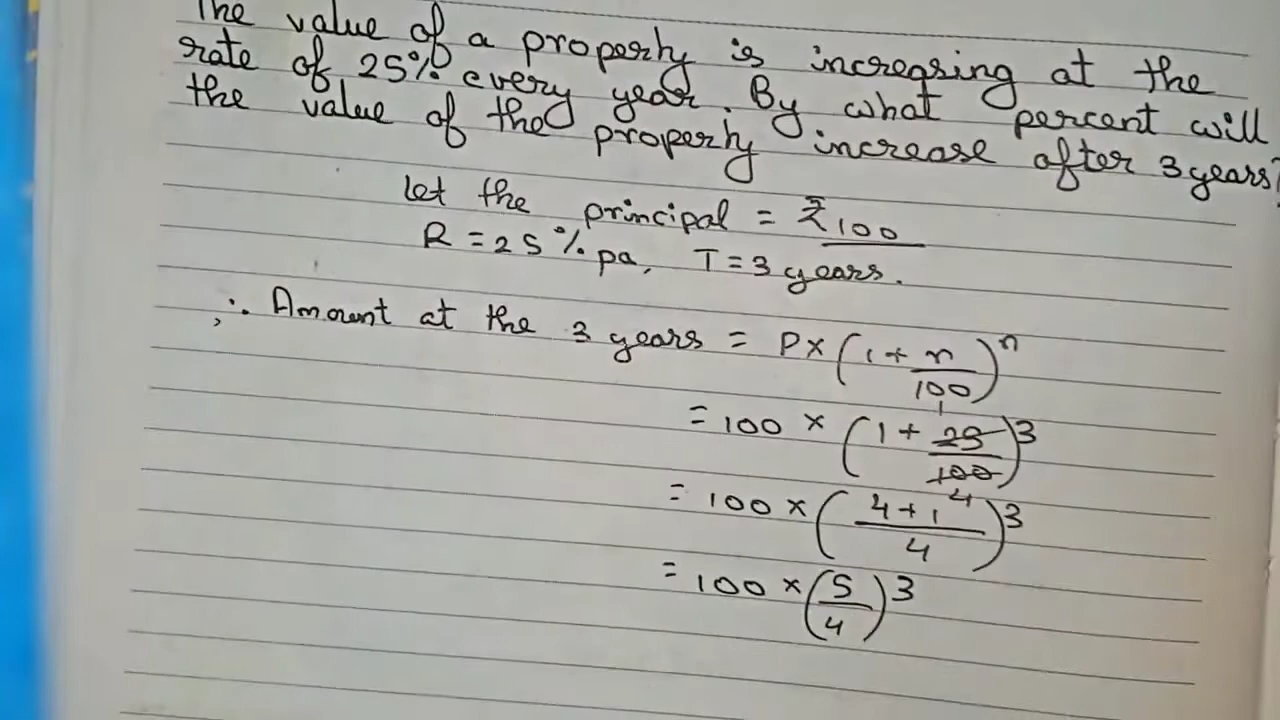 The value of a property is increasing at the
rate of 25% every year. By what percent will
the value of the property increase after 3 years?
Let the principal = ₹100
R = 25% pa, T = 3 years.
∴ Amount at the 3 years = P × (1 + r/100)^n
= 100 × (1 + 25/100)^3 1 4
= 100 × (4+1/4)^3
= 100 × (5/4)^3